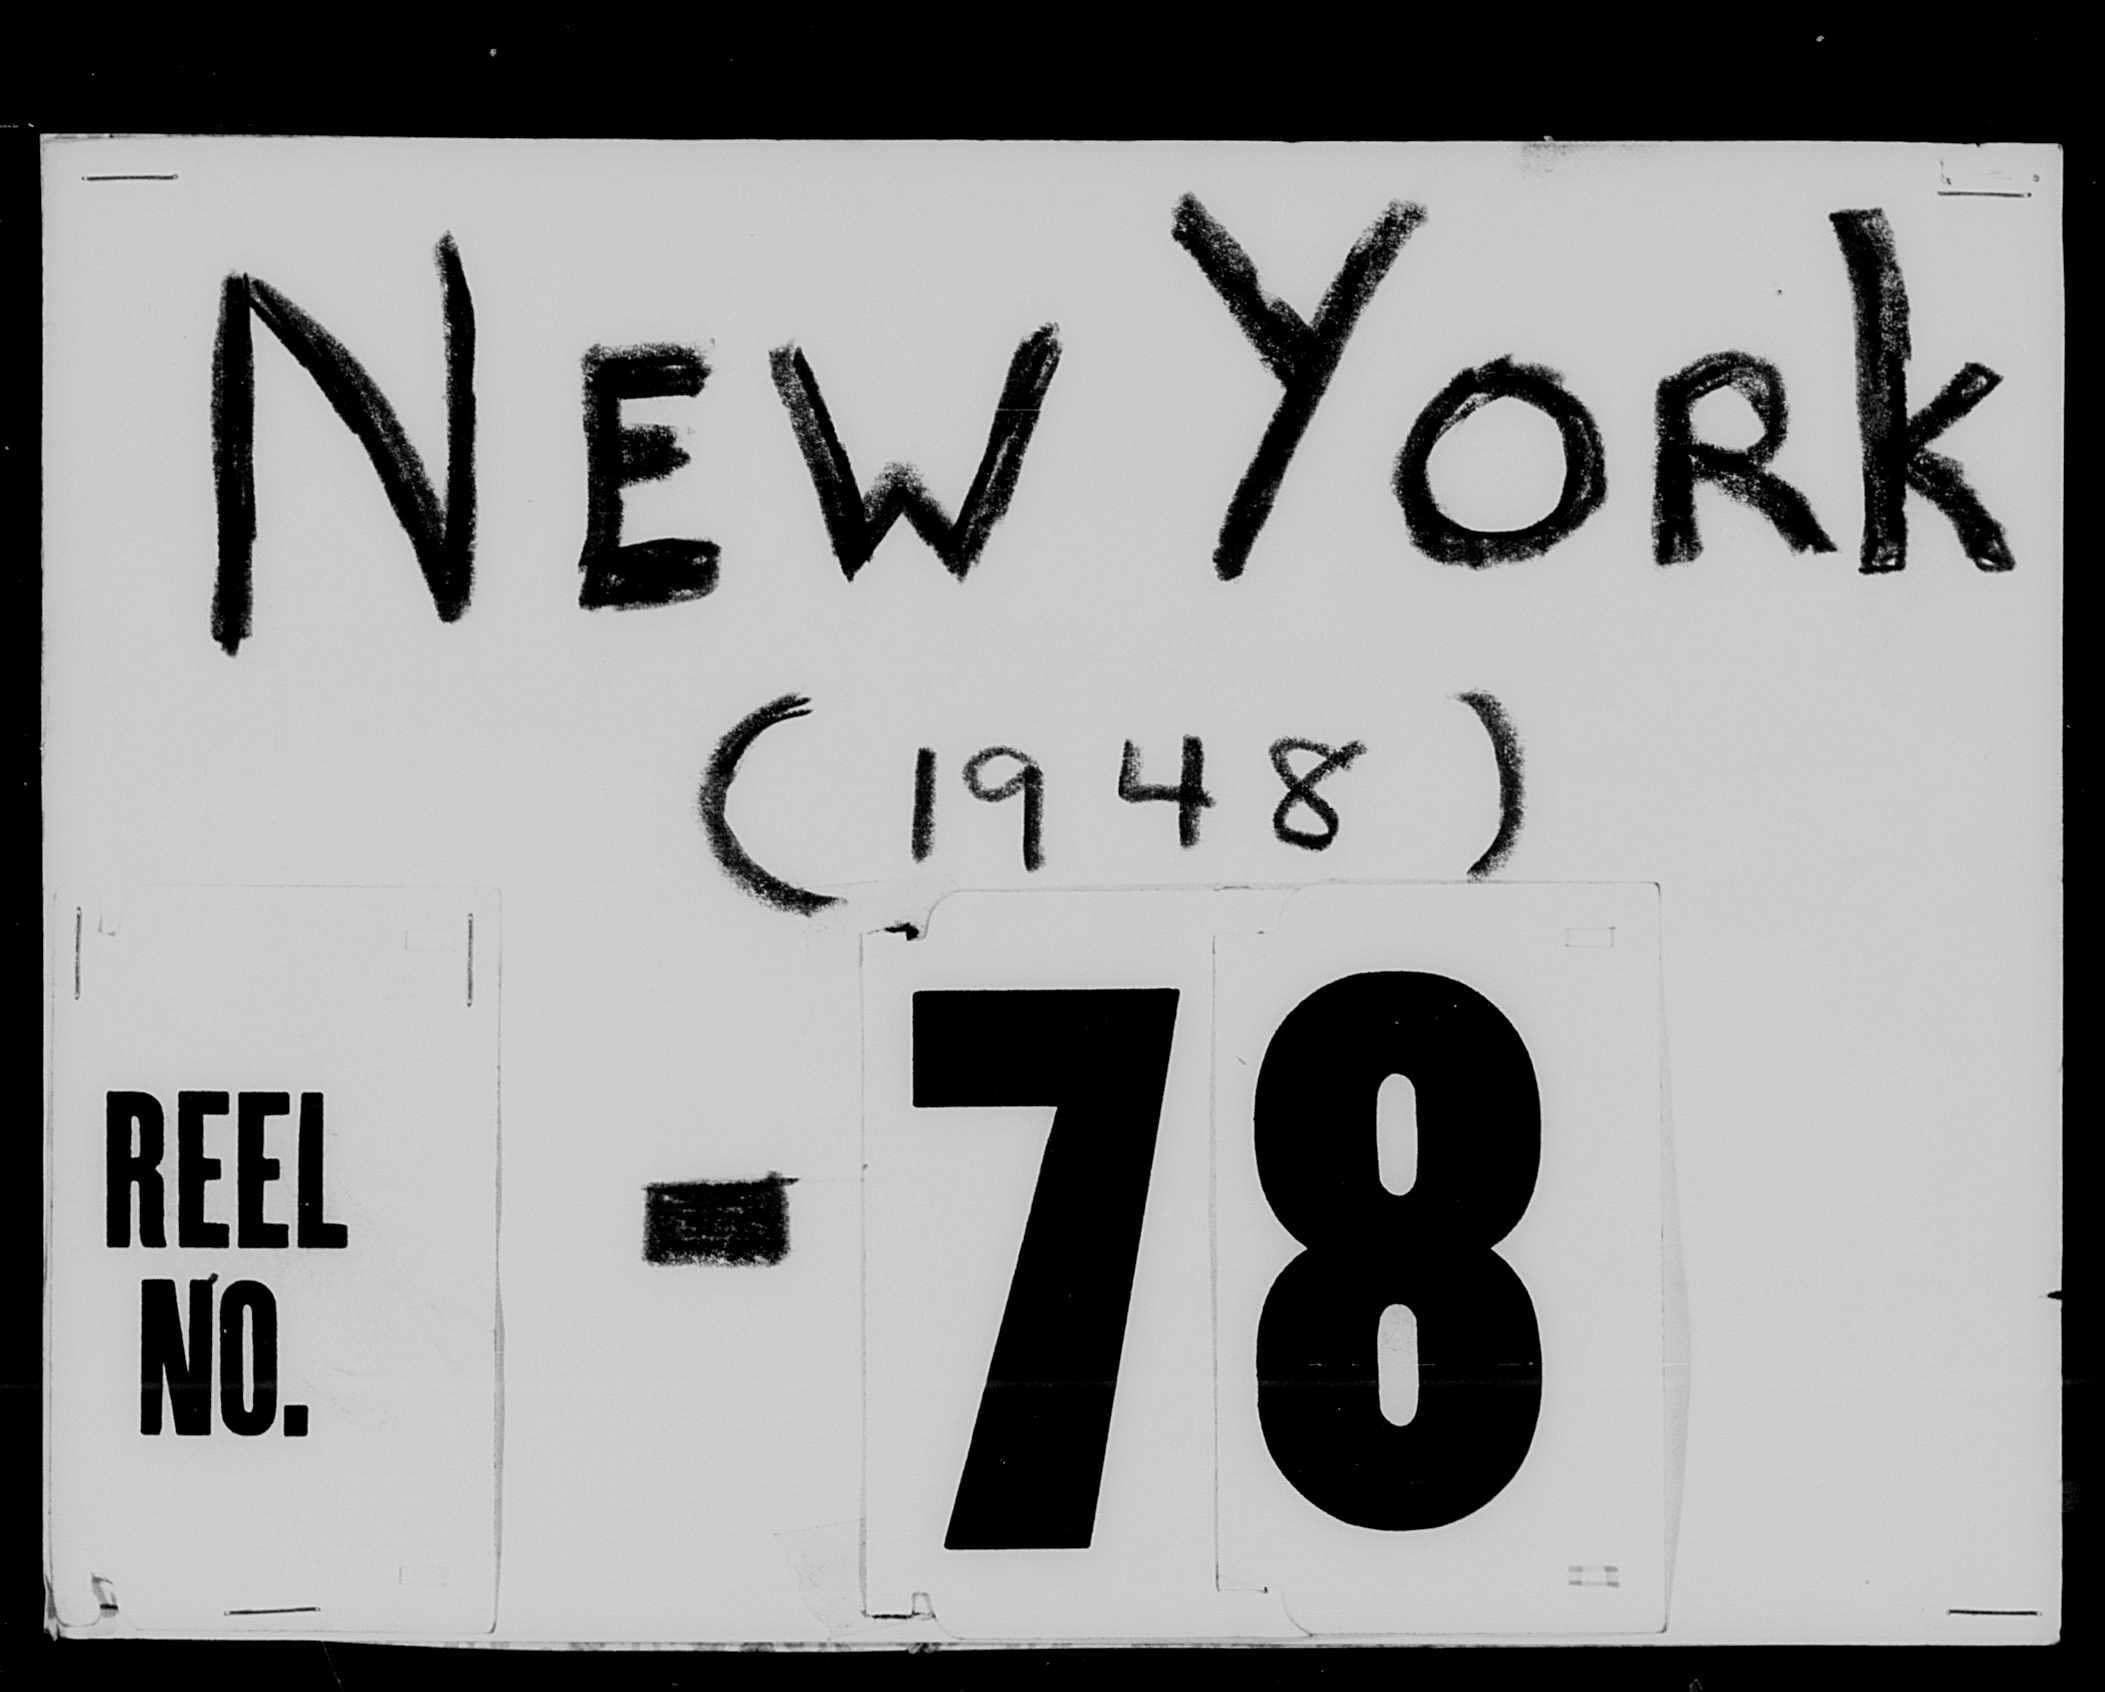 NEW YORk
(1948)
REEL
NO. - 78